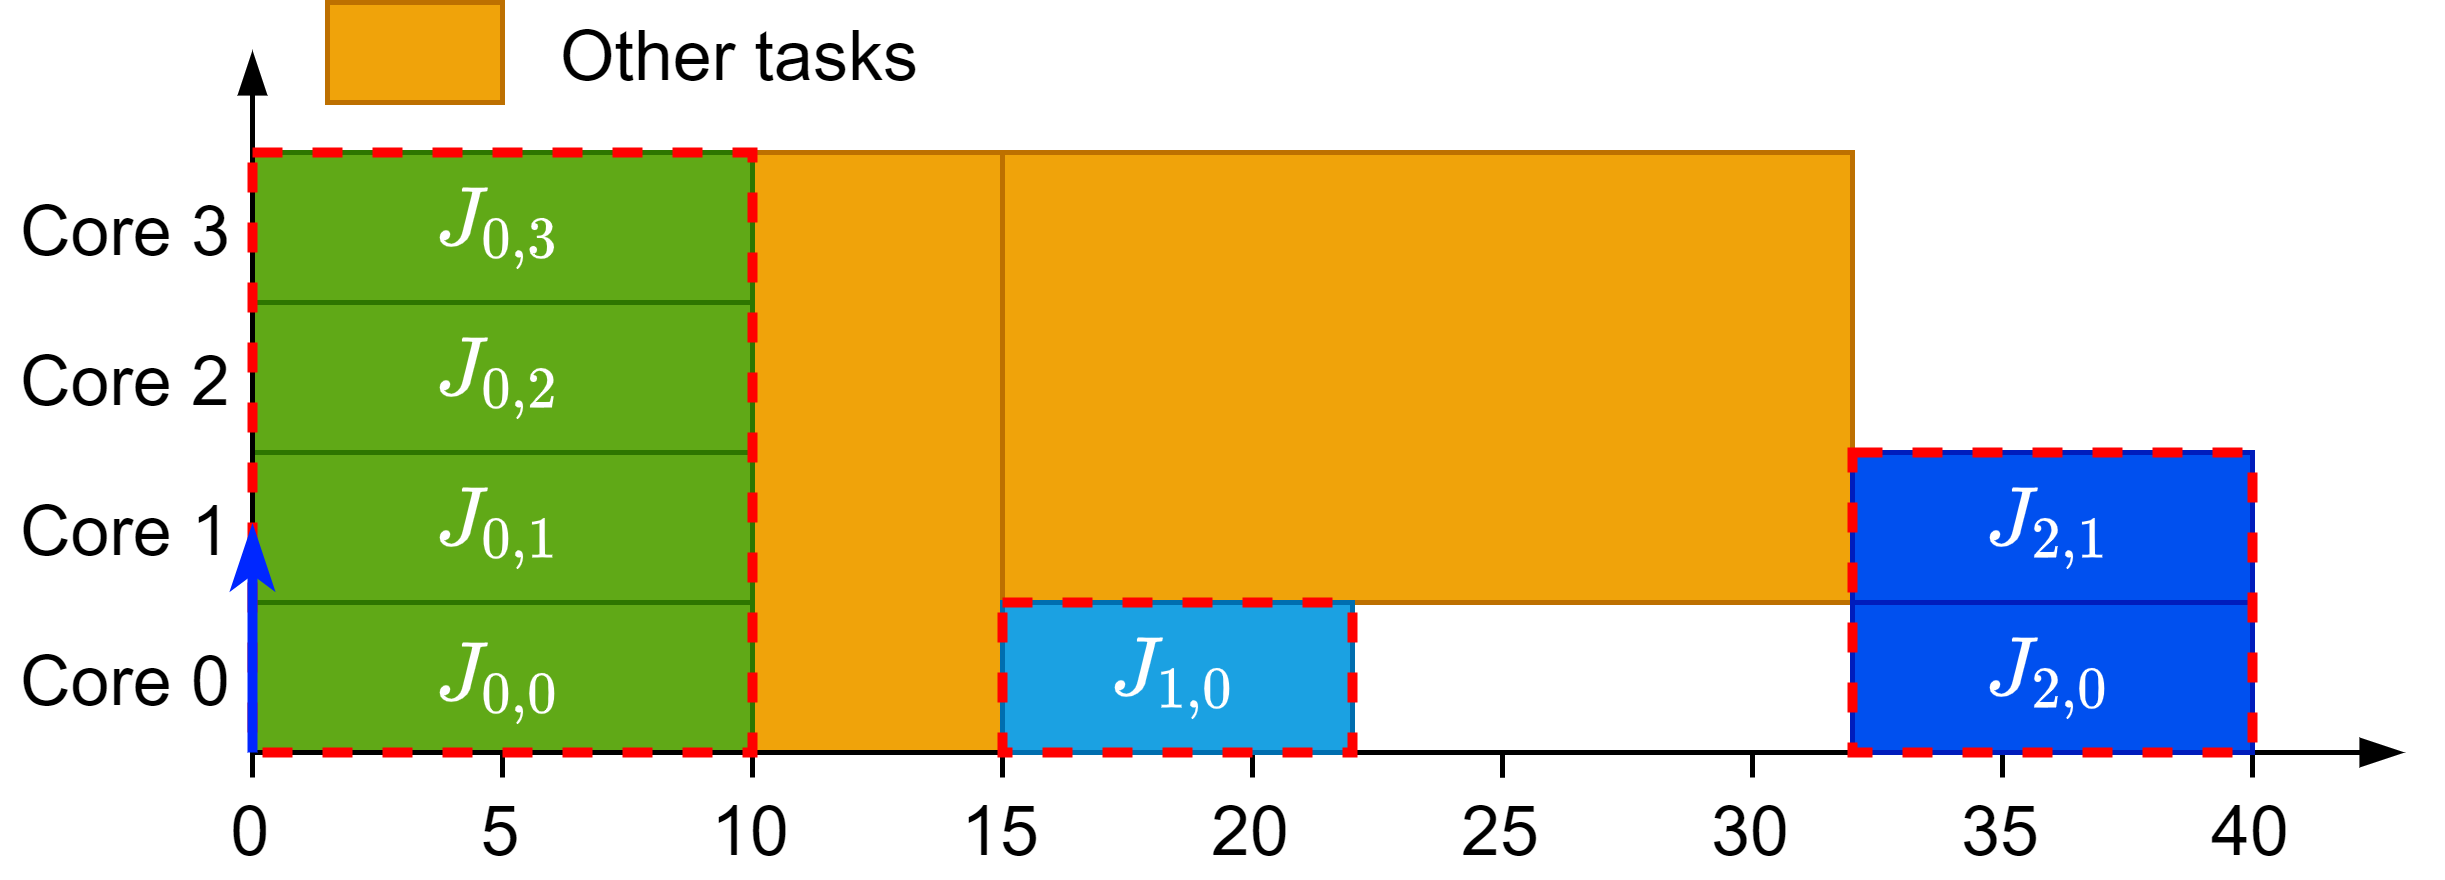 Other tasks
Core 3
J0,3
Core 2
J0,2
Core 1
J0,1
J2,1
Core 0
J0,0
J1,0
J2,0
0 5 10 15 20 25 30 35 40